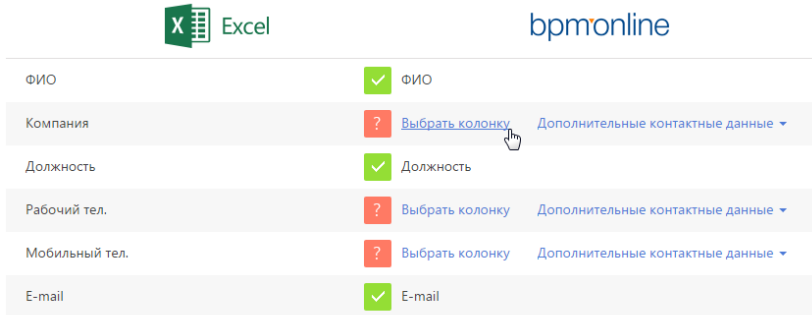 X Excel bpm'online
ФИО ФИО
Компания ? Выбрать колонку Дополнительные контактные данные
Должность Должность
Рабочий тел. ? Выбрать колонку Дополнительные контактные данные
Мобильный тел. ? Выбрать колонку Дополнительные контактные данные
E-mail E-mail